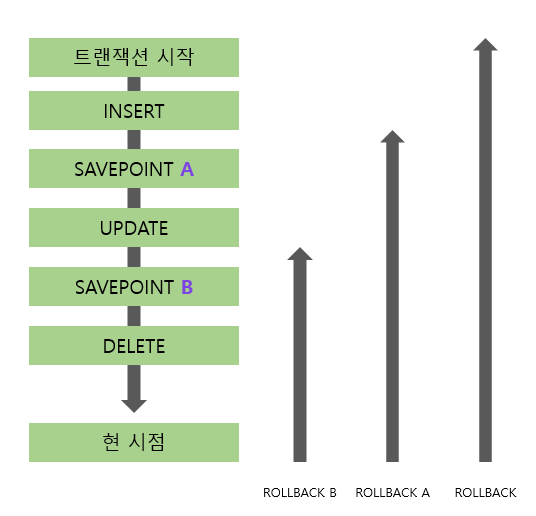 트랜잭션 시작
INSERT
SAVEPOINT A
UPDATE
SAVEPOINT B
DELETE
현 시점
ROLLBACK B
ROLLBACK A
ROLLBACK